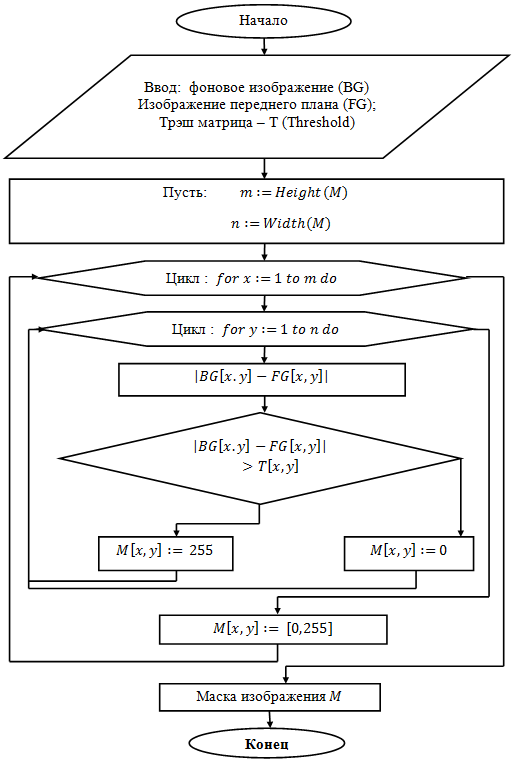 Начало
Ввод: фоновое изображение (BG)
Изображение переднего плана (FG);
Трэш матрица – T (Threshold)
Пусть: m := Height(M)
n := Width(M)
Цикл : for x := 1 to m do
Цикл : for y := 1 to n do
|BG[x.y] − FG[x,y]|
|BG[x.y] − FG[x,y]|
> T[x,y]
M[x,y] := 255
M[x,y] := 0
M[x,y] := [0,255]
Маска изображения M
Конец